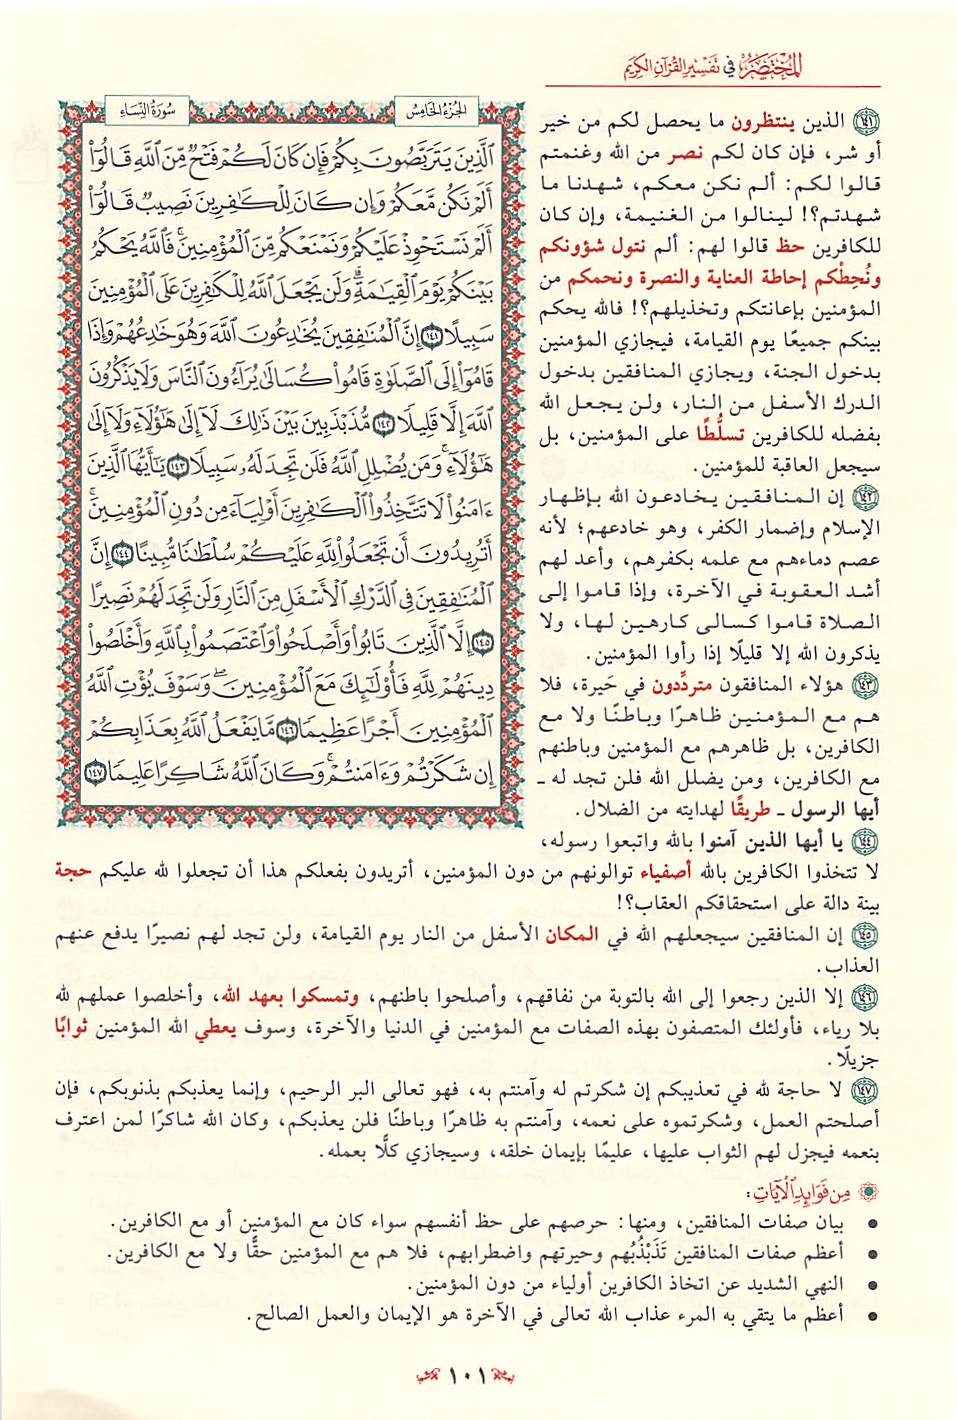 المختصر في تفسير القرآن الكريم
الجزء الخامس
سورة النساء
ٱلَّذِينَ يَتَرَبَّصُونَ بِكُمْ فَإِن كَانَ لَكُمْ فَتْحٌ مِّنَ ٱللَّهِ قَالُوٓا۟
أَلَمْ نَكُن مَّعَكُمْ وَإِن كَانَ لِلْكَٰفِرِينَ نَصِيبٌ قَالُوٓا۟
أَلَمْ نَسْتَحْوِذْ عَلَيْكُمْ وَنَمْنَعْكُم مِّنَ ٱلْمُؤْمِنِينَ ۚ فَٱللَّهُ يَحْكُمُ
بَيْنَكُمْ يَوْمَ ٱلْقِيَٰمَةِ ۗ وَلَن يَجْعَلَ ٱللَّهُ لِلْكَٰفِرِينَ عَلَى ٱلْمُؤْمِنِينَ
سَبِيلًا ١٤١ إِنَّ ٱلْمُنَٰفِقِينَ يُخَٰدِعُونَ ٱللَّهَ وَهُوَ خَٰدِعُهُمْ وَإِذَا
قَامُوٓا۟ إِلَى ٱلصَّلَوٰةِ قَامُوا۟ كُسَالَىٰ يُرَآءُونَ ٱلنَّاسَ وَلَا يَذْكُرُونَ
ٱللَّهَ إِلَّا قَلِيلًا ١٤٢ مُّذَبْذَبِينَ بَيْنَ ذَٰلِكَ لَآ إِلَىٰ هَٰٓؤُلَآءِ وَلَآ إِلَىٰ
هَٰٓؤُلَآءِ ۚ وَمَن يُضْلِلِ ٱللَّهُ فَلَن تَجِدَ لَهُۥ سَبِيلًا ١٤٣ يَٰٓأَيُّهَا ٱلَّذِينَ
ءَامَنُوا۟ لَا تَتَّخِذُوا۟ ٱلْكَٰفِرِينَ أَوْلِيَآءَ مِن دُونِ ٱلْمُؤْمِنِينَ ۚ
أَتُرِيدُونَ أَن تَجْعَلُوا۟ لِلَّهِ عَلَيْكُمْ سُلْطَٰنًا مُّبِينًا ١٤٤ إِنَّ
ٱلْمُنَٰفِقِينَ فِى ٱلدَّرْكِ ٱلْأَسْفَلِ مِنَ ٱلنَّارِ وَلَن تَجِدَ لَهُمْ نَصِيرًا
١٤٥ إِلَّا ٱلَّذِينَ تَابُوا۟ وَأَصْلَحُوا۟ وَٱعْتَصَمُوا۟ بِٱللَّهِ وَأَخْلَصُوا۟
دِينَهُمْ لِلَّهِ فَأُو۟لَٰٓئِكَ مَعَ ٱلْمُؤْمِنِينَ ۖ وَسَوْفَ يُؤْتِ ٱللَّهُ
ٱلْمُؤْمِنِينَ أَجْرًا عَظِيمًا ١٤٦ مَّا يَفْعَلُ ٱللَّهُ بِعَذَابِكُمْ
إِن شَكَرْتُمْ وَءَامَنتُمْ ۚ وَكَانَ ٱللَّهُ شَاكِرًا عَلِيمًا ١٤٧
١٤١ الذين ينتظرون ما يحصل لكم من خير
أو شر، فإن كان لكم نصر من الله وغنمتم
قالوا لكم: ألم نكن معكم، شهدنا ما
شهدتم؟! لينالوا من الغنيمة، وإن كان
للكافرين حظ قالوا لهم: ألم نتول شؤونكم
ونُحِطْكم إحاطة العناية والنصرة ونحمكم من
المؤمنين بإعانتكم وتخذيلهم؟! فالله يحكم
بينكم جميعًا يوم القيامة، فيجازي المؤمنين
بدخول الجنة، ويجازي المنافقين بدخول
الدرك الأسفل من النار، ولن يجعل الله
بفضله للكافرين تسلُّطًا على المؤمنين، بل
سيجعل العاقبة للمؤمنين.
١٤٢ إن المنافقين يخادعون الله بإظهار
الإسلام وإضمار الكفر، وهو خادعهم؛ لأنه
عصم دماءهم مع علمه بكفرهم، وأعد لهم
أشد العقوبة في الآخرة، وإذا قاموا إلى
الصلاة قاموا كسالى كارهين لها، ولا
يذكرون الله إلا قليلًا إذا رأوا المؤمنين.
١٤٣ هؤلاء المنافقون متردِّدون في حَيرة، فلا
هم مع المؤمنين ظاهرًا وباطنًا ولا مع
الكافرين، بل ظاهرهم مع المؤمنين وباطنهم
مع الكافرين، ومن يضلل الله فلن تجد له ـ
أيها الرسول ـ طريقًا لهدايته من الضلال.
١٤٤ يا أيها الذين آمنوا بالله واتبعوا رسوله،
لا تتخذوا الكافرين بالله أصفياء توالونهم من دون المؤمنين، أتريدون بفعلكم هذا أن تجعلوا لله عليكم حجة
بينة دالة على استحقاقكم العقاب؟!
١٤٥ إن المنافقين سيجعلهم الله في المكان الأسفل من النار يوم القيامة، ولن تجد لهم نصيرًا يدفع عنهم
العذاب.
١٤٦ إلا الذين رجعوا إلى الله بالتوبة من نفاقهم، وأصلحوا باطنهم، وتمسكوا بعهد الله، وأخلصوا عملهم لله
بلا رياء، فأولئك المتصفون بهذه الصفات مع المؤمنين في الدنيا والآخرة، وسوف يعطي الله المؤمنين ثوابًا
جزيلًا.
١٤٧ لا حاجة لله في تعذيبكم إن شكرتم له وآمنتم به، فهو تعالى البر الرحيم، وإنما يعذبكم بذنوبكم، فإن
أصلحتم العمل، وشكرتموه على نعمه، وآمنتم به ظاهرًا وباطنًا فلن يعذبكم، وكان الله شاكرًا لمن اعترف
بنعمه فيجزل لهم الثواب عليها، عليمًا بإيمان خلقه، وسيجازي كلًّا بعمله.
من فوائد الآيات:
• بيان صفات المنافقين، ومنها: حرصهم على حظ أنفسهم سواء كان مع المؤمنين أو مع الكافرين.
• أعظم صفات المنافقين تَذَبْذُبُهم وحيرتهم واضطرابهم، فلا هم مع المؤمنين حقًّا ولا مع الكافرين.
• النهي الشديد عن اتخاذ الكافرين أولياء من دون المؤمنين.
• أعظم ما يتقي به المرء عذاب الله تعالى في الآخرة هو الإيمان والعمل الصالح.
١٠١